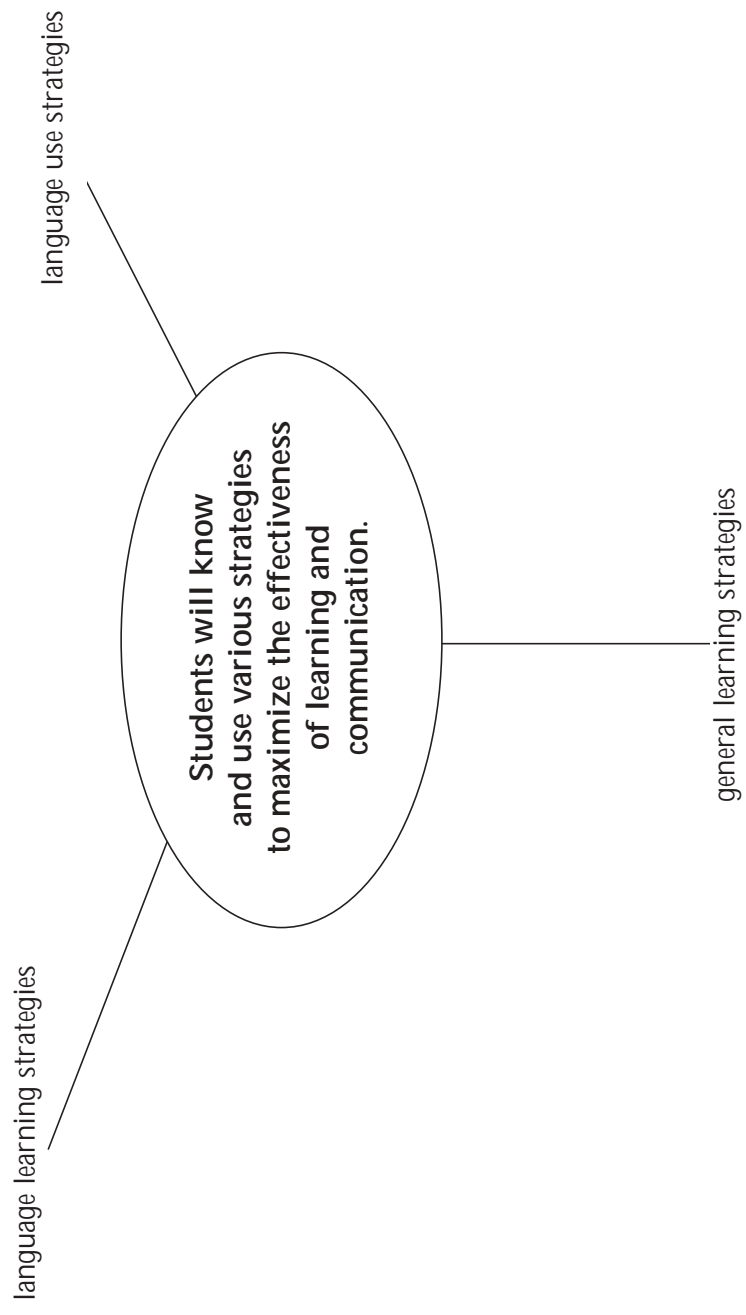 language learning strategies
language use strategies
Students will know
and use various strategies
to maximize the effectiveness
of learning and
communication.
general learning strategies